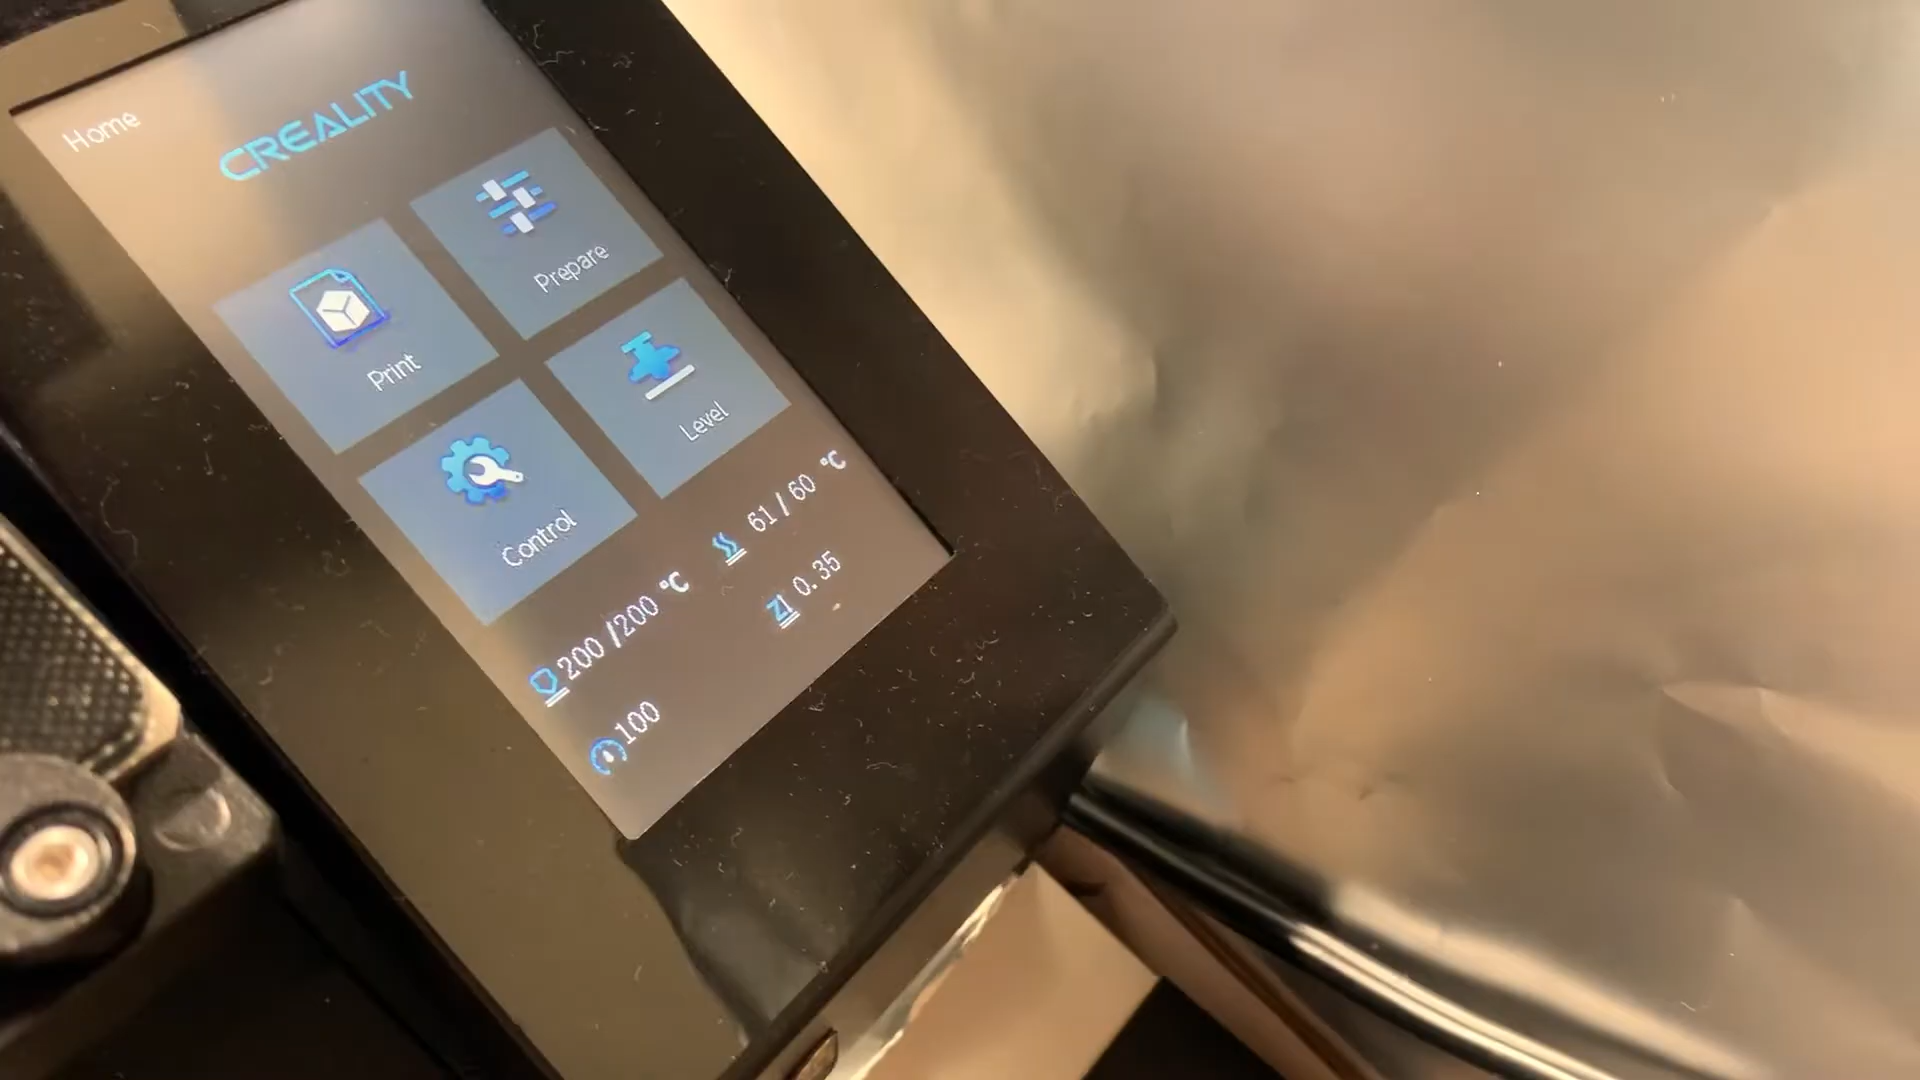 Home
CREALITY
Print
Prepare
Control
Level
200 /200 °C
61 / 60 °C
100
0.35